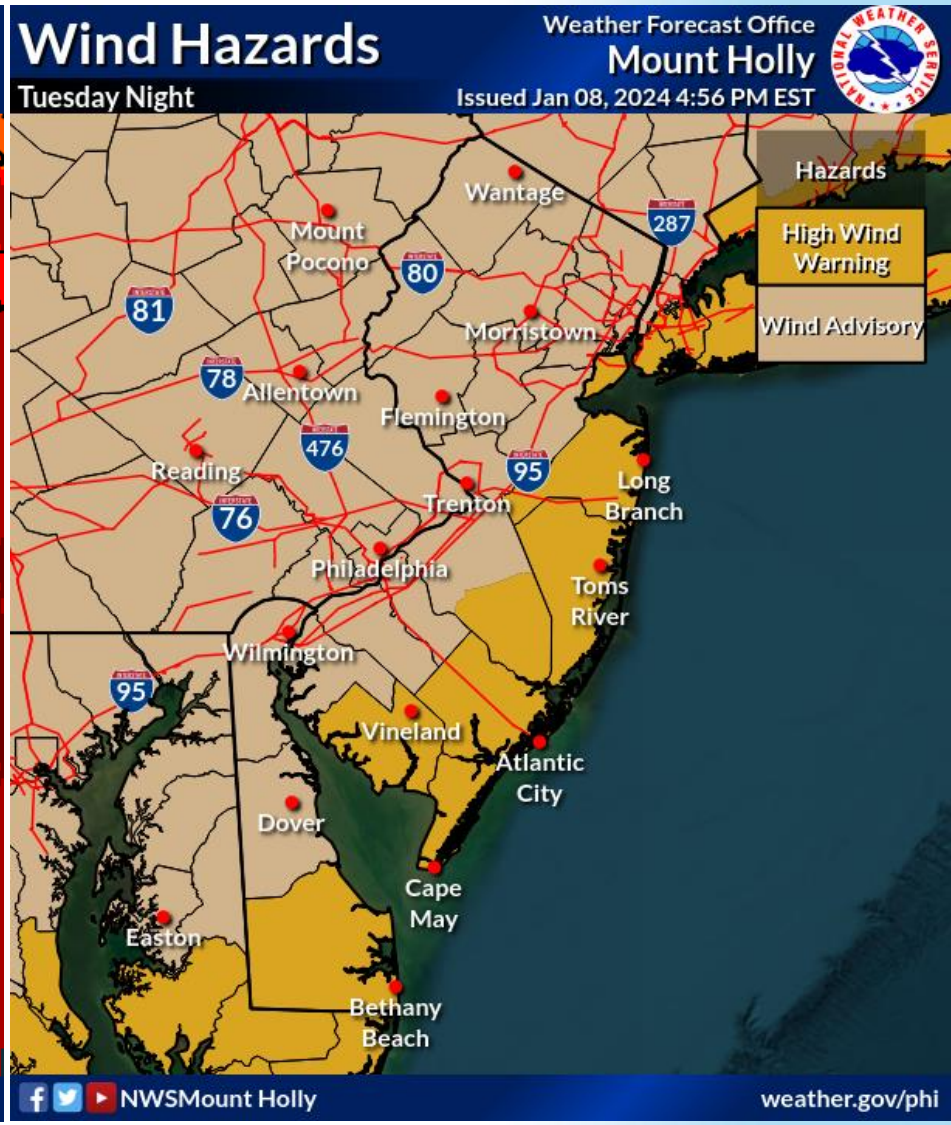 Wind Hazards
Tuesday Night
Weather Forecast Office
Mount Holly
Issued Jan 08, 2024 4:56 PM EST
NATIONAL WEATHER SERVICE
Hazards
High Wind
Warning
Wind Advisory
Wantage
287
Mount
Pocono
80
81
Morristown
78
Allentown
Flemington
476
Reading
95
Long
Branch
Trenton
76
Philadelphia
Toms
River
Wilmington
95
Vineland
Atlantic
City
Dover
Cape
May
Easton
Bethany
Beach
NWSMount Holly
weather.gov/phi